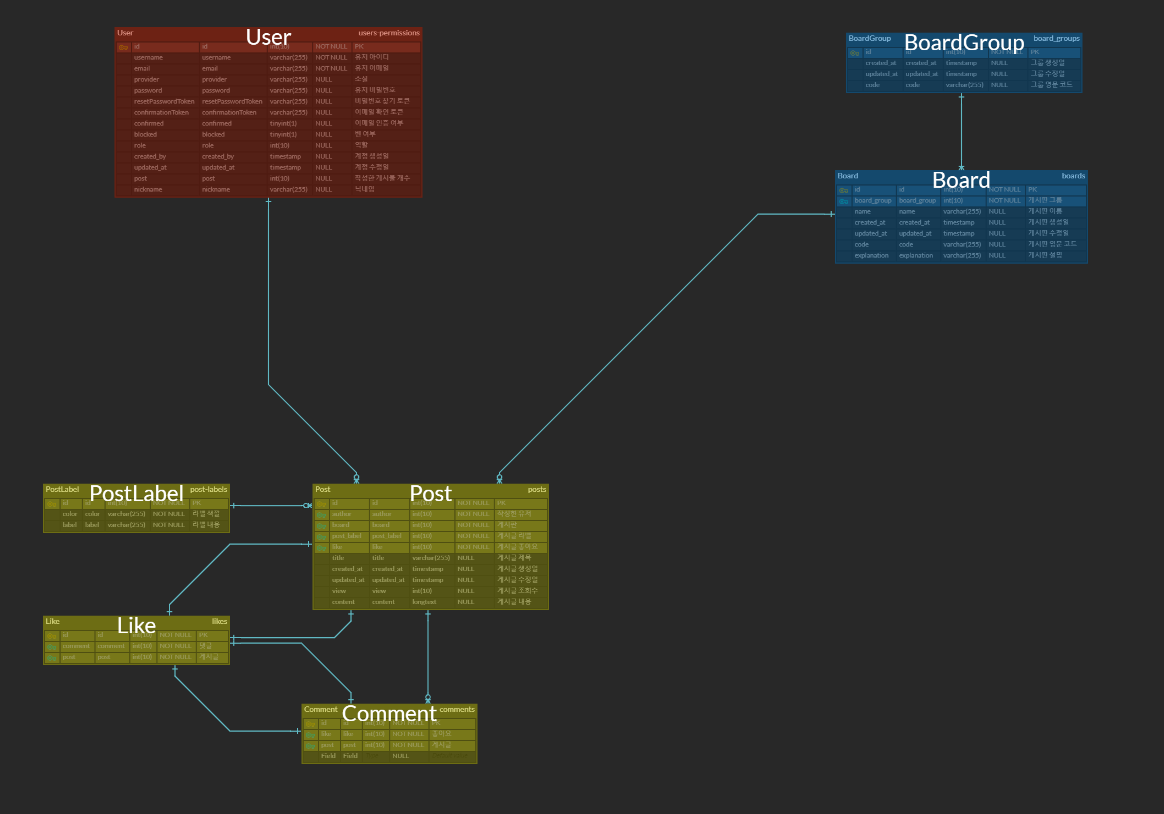 User User users-permissions
id id int(10) NOT NULL PK
username username varchar(255) NOT NULL 유저 아이디
email email varchar(255) NOT NULL 유저 이메일
provider provider varchar(255) NULL 소셜
password password varchar(255) NULL 유저 비밀번호
resetPasswordToken resetPasswordToken varchar(255) NULL 비밀번호 찾기 토큰
confirmationToken confirmationToken varchar(255) NULL 이메일 확인 토큰
confirmed confirmed tinyint(1) NULL 이메일 인증 여부
blocked blocked tinyint(1) NULL 밴 여부
role role int(10) NULL 역할
created_by created_by timestamp NULL 계정 생성일
updated_at updated_at timestamp NULL 계정 수정일
post post int(10) NULL 작성한 게시물 개수
nickname nickname varchar(255) NULL 닉네임
BoardGroup BoardGroup board_groups
id id int(10) NOT NULL PK
created_at created_at timestamp NULL 그룹 생성일
updated_at updated_at timestamp NULL 그룹 수정일
code code varchar(255) NULL 그룹 영문 코드
Board Board boards
id id int(10) NOT NULL PK
board_group board_group int(10) NOT NULL 게시판 그룹
name name varchar(255) NULL 게시판 이름
created_at created_at timestamp NULL 게시판 생성일
updated_at updated_at timestamp NULL 게시판 수정일
code code varchar(255) NULL 게시판 영문 코드
explanation explanation varchar(255) NULL 게시판 설명
PostLabel PostLabel post-labels
id id int(10) NOT NULL PK
color color varchar(255) NOT NULL 라벨 색깔
label label varchar(255) NOT NULL 라벨 내용
Post Post posts
id id int(10) NOT NULL PK
author author int(10) NOT NULL 작성한 유저
board board int(10) NOT NULL 게시판
post_label post_label int(10) NOT NULL 게시글 라벨
like like int(10) NOT NULL 게시글 좋아요
title title varchar(255) NULL 게시글 제목
created_at created_at timestamp NULL 게시글 생성일
updated_at updated_at timestamp NULL 게시글 수정일
view view int(10) NULL 게시글 조회수
content content longtext NULL 게시글 내용
Like Like likes
id id int(10) NOT NULL PK
comment comment int(10) NOT NULL 댓글
post post int(10) NOT NULL 게시글
Comment Comment comments
id id int(10) NOT NULL PK
like like int(10) NOT NULL 좋아요
post post int(10) NOT NULL 게시글
Field Field NULL